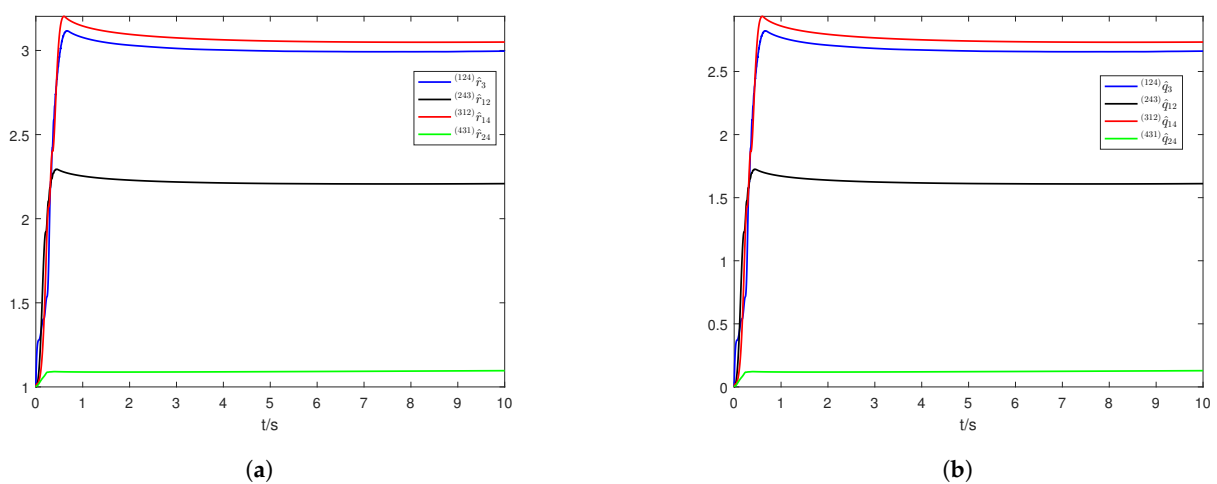 3
2.5
2
1.5
1
0 1 2 3 4 5 6 7 8 9 10
t/s
(124) r̂3
(243) r̂12
(312) r̂14
(431) r̂24
(a)
2.5
2
1.5
1
0.5
0
0 1 2 3 4 5 6 7 8 9 10
t/s
(124) q̂3
(243) q̂12
(312) q̂14
(431) q̂24
(b)